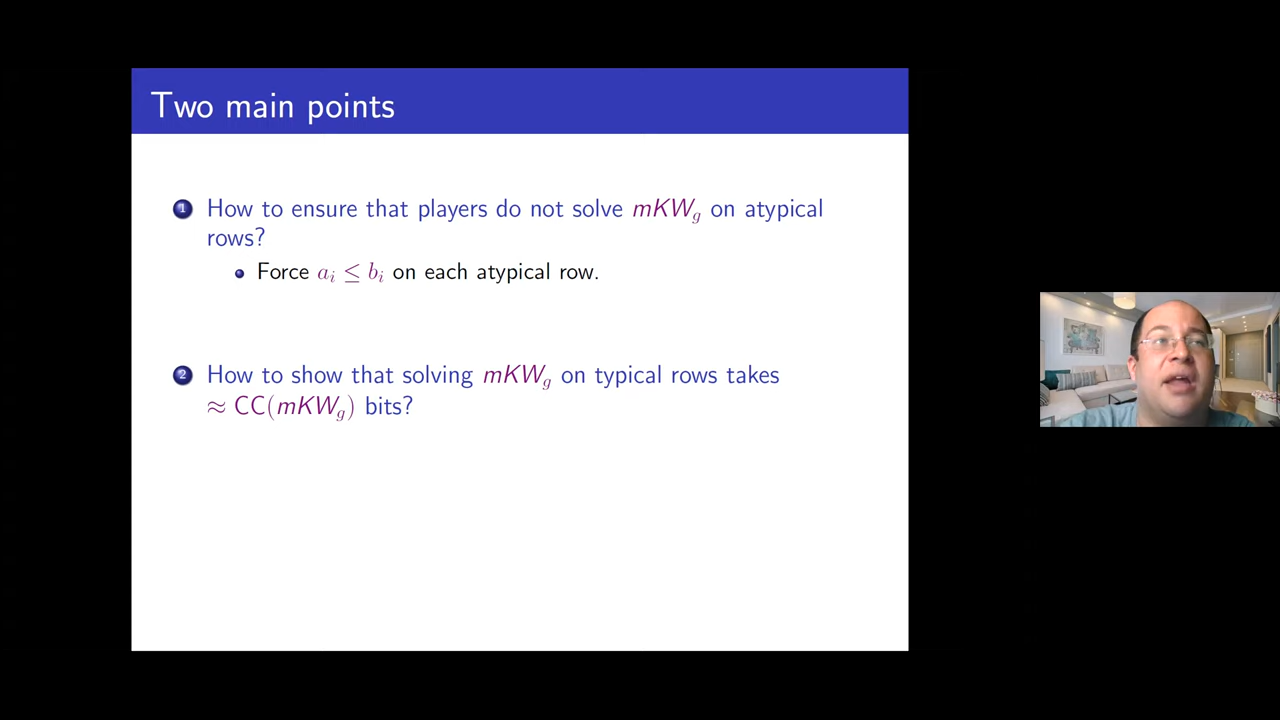 Two main points
1 How to ensure that players do not solve mKW_g on atypical
rows?
• Force a_i ≤ b_i on each atypical row.
2 How to show that solving mKW_g on typical rows takes
≈ CC(mKW_g) bits?